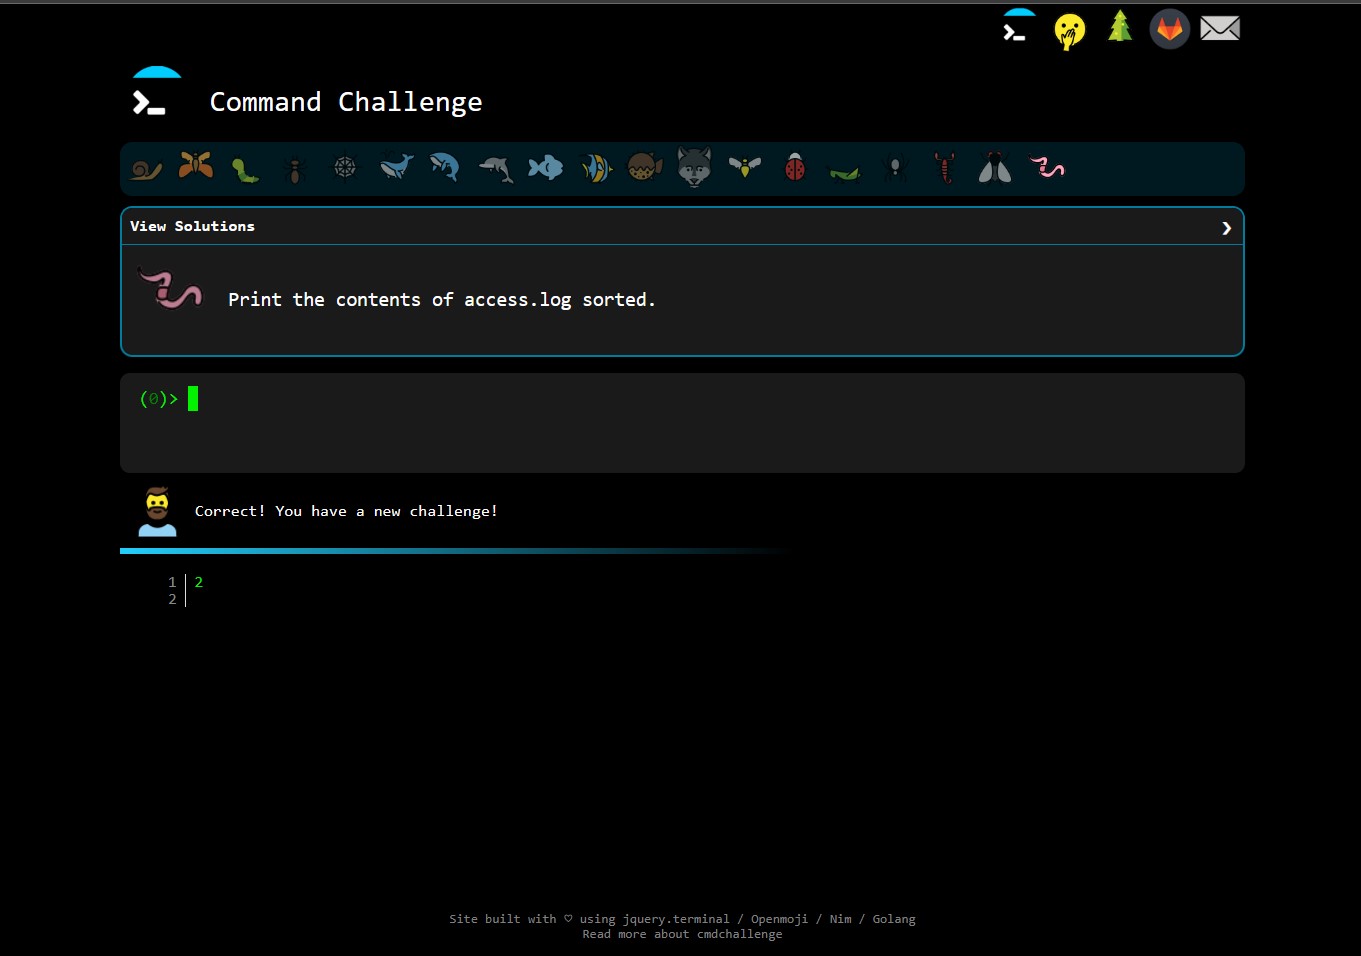 Command Challenge
View Solutions
Print the contents of access.log sorted.
(0)>
Correct! You have a new challenge!
1 2
2
Site built with ♡ using jquery.terminal / Openmoji / Nim / Golang
Read more about cmdchallenge